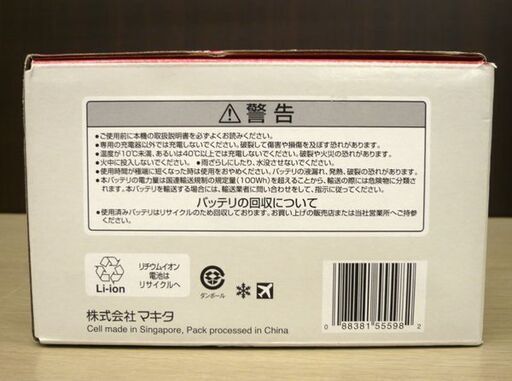 警告
●ご使用前に本機の取扱説明書を必ずよくお読みください。
●専用の充電器以外では充電しないでください。破裂して傷害や損傷を及ぼす恐れがあります。
●温度が10℃未満、あるいは40℃以上では充電しないでください。破裂や火災の恐れがあります。
●火中に投入しないでください。 ●雨ざらしにしたり、水没させないでください。
●使用時間が極端に短くなった時は使用をおやめください。バッテリの液漏れ、発熱、破裂の恐れがあります。
●本バッテリの電力量は国連輸送規制の規定量(100Wh)を超えることから、輸送の際には危険物に分類されます。本バッテリを輸送する場合には、輸送業者に問い合わせをして、指示に従ってください。
バッテリの回収について
●使用済みバッテリはリサイクルのため回収しております。お買い上げの販売店または当社営業所へご持参ください。
Li-ion
リチウムイオン
電池は
リサイクルへ
ダンボール
株式会社マキタ
Cell made in Singapore, Pack processed in China
0 88381 55598 2